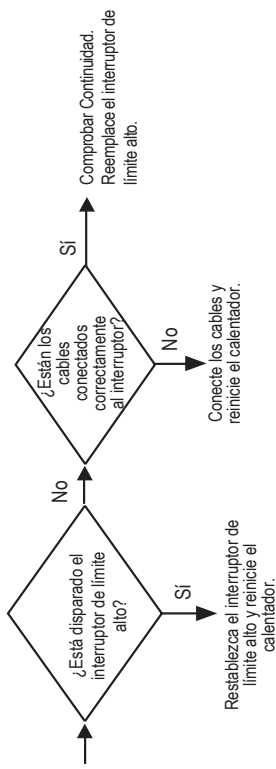 ¿Está disparado el
interruptor de límite
alto?
Sí
Restablezca el interruptor de
límite alto y reinicie el
calentador.
No
¿Están los
cables
conectados
correctamente
al interruptor?
No
Conecte los cables y
reinicie el calentador.
Sí
Comprobar Continuidad.
Reemplace el interruptor de
límite alto.